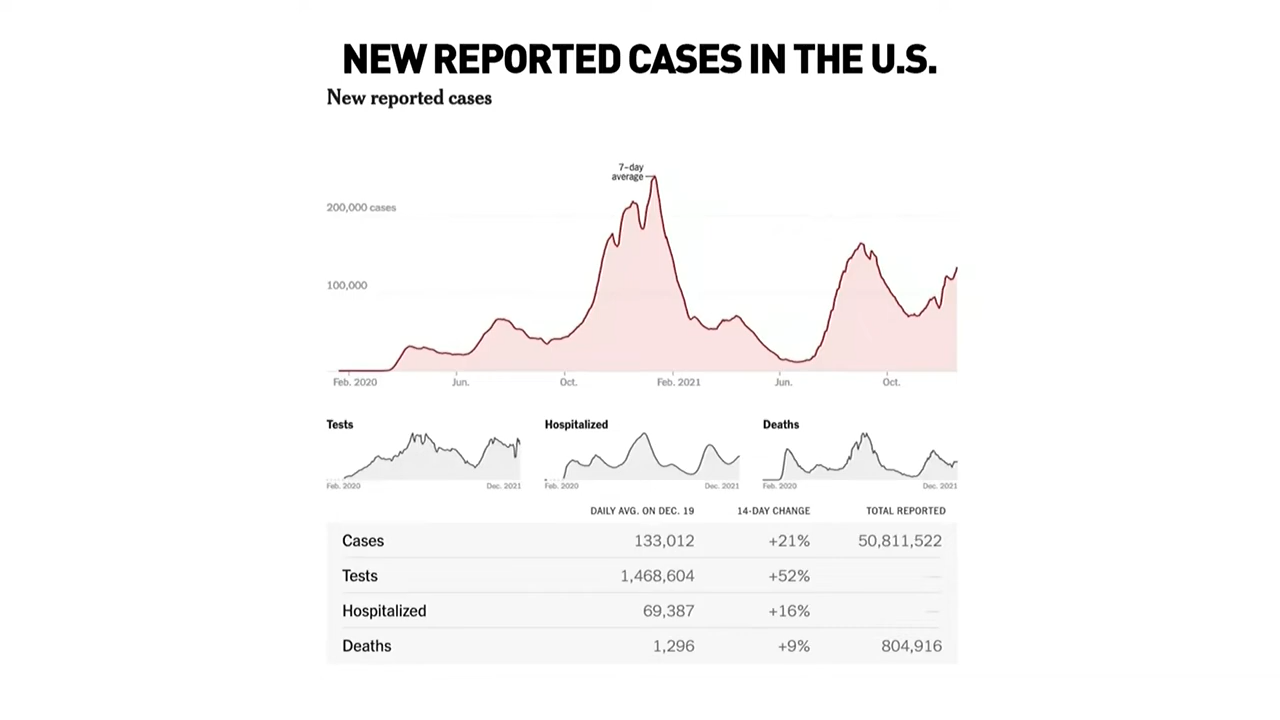 NEW REPORTED CASES IN THE U.S.
New reported cases
7–day
average
200,000 cases
100,000
Feb. 2020 Jun. Oct. Feb. 2021 Jun. Oct.
Tests Hospitalized Deaths
Feb. 2020 Dec. 2021 Feb. 2020 Dec. 2021 Feb. 2020 Dec. 2021
DAILY AVG. ON DEC. 19 14-DAY CHANGE TOTAL REPORTED
Cases 133,012 +21% 50,811,522
Tests 1,468,604 +52% —
Hospitalized 69,387 +16% —
Deaths 1,296 +9% 804,916